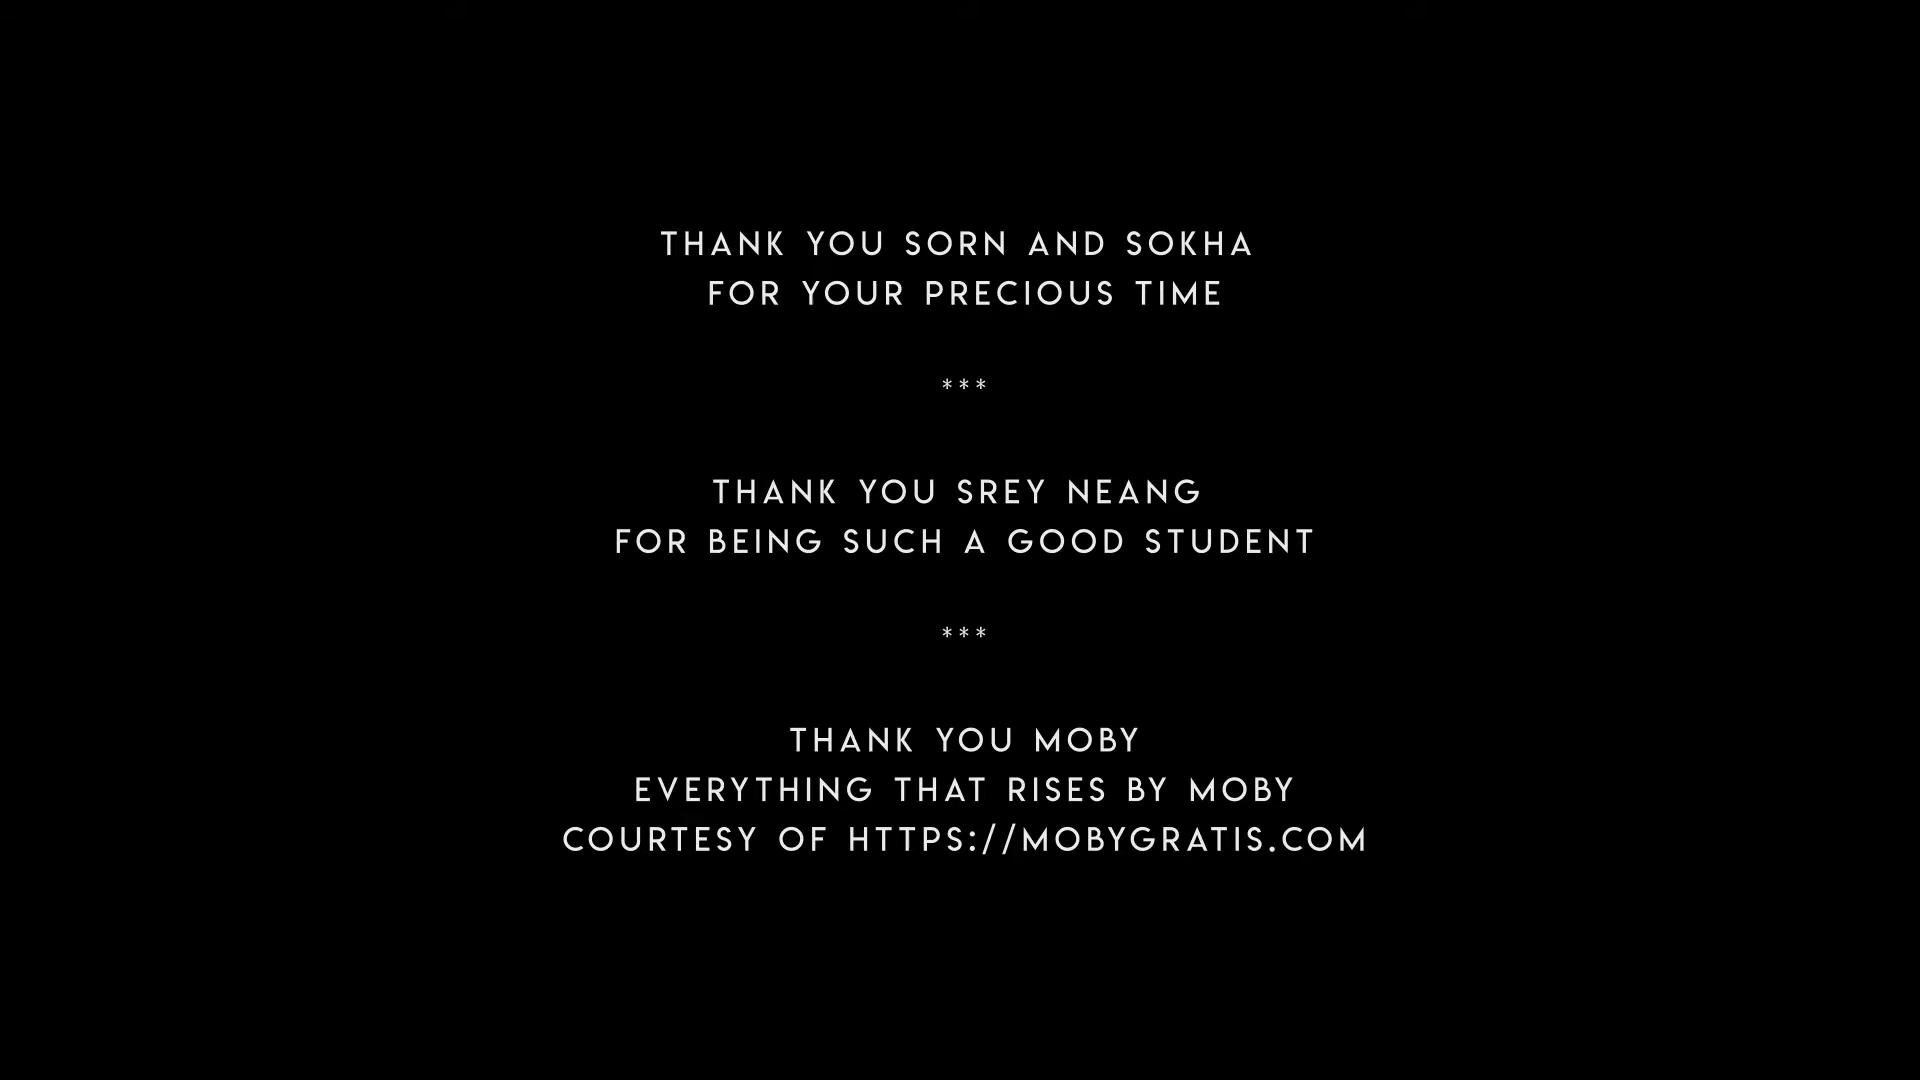 THANK YOU SORN AND SOKHA
FOR YOUR PRECIOUS TIME
***
THANK YOU SREY NEANG
FOR BEING SUCH A GOOD STUDENT
***
THANK YOU MOBY
EVERYTHING THAT RISES BY MOBY
COURTESY OF HTTPS://MOBYGRATIS.COM